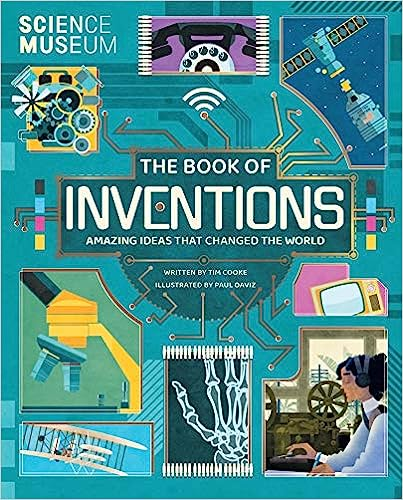 SCIENCE
MUSEUM
THE BOOK OF
INVENTIONS
AMAZING IDEAS THAT CHANGED THE WORLD
WRITTEN BY TIM COOKE
ILLUSTRATED BY PAUL DAVIZ